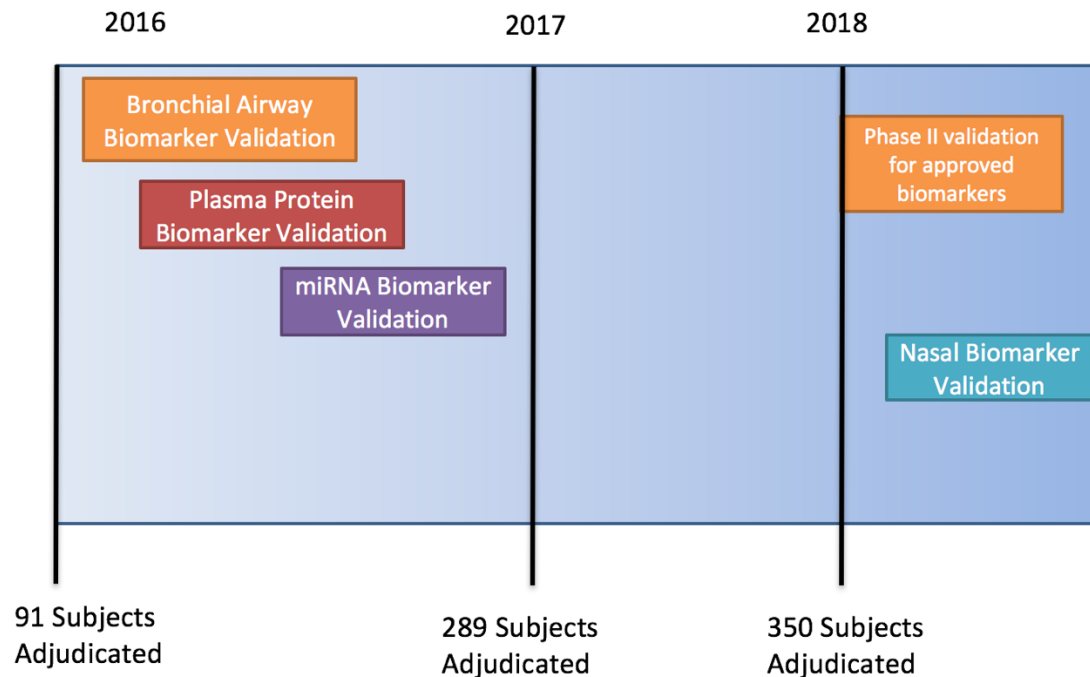 2016
2017
2018
Bronchial Airway
Biomarker Validation
Plasma Protein
Biomarker Validation
miRNA Biomarker
Validation
Phase II validation
for approved
biomarkers
Nasal Biomarker
Validation
91 Subjects
Adjudicated
289 Subjects
Adjudicated
350 Subjects
Adjudicated